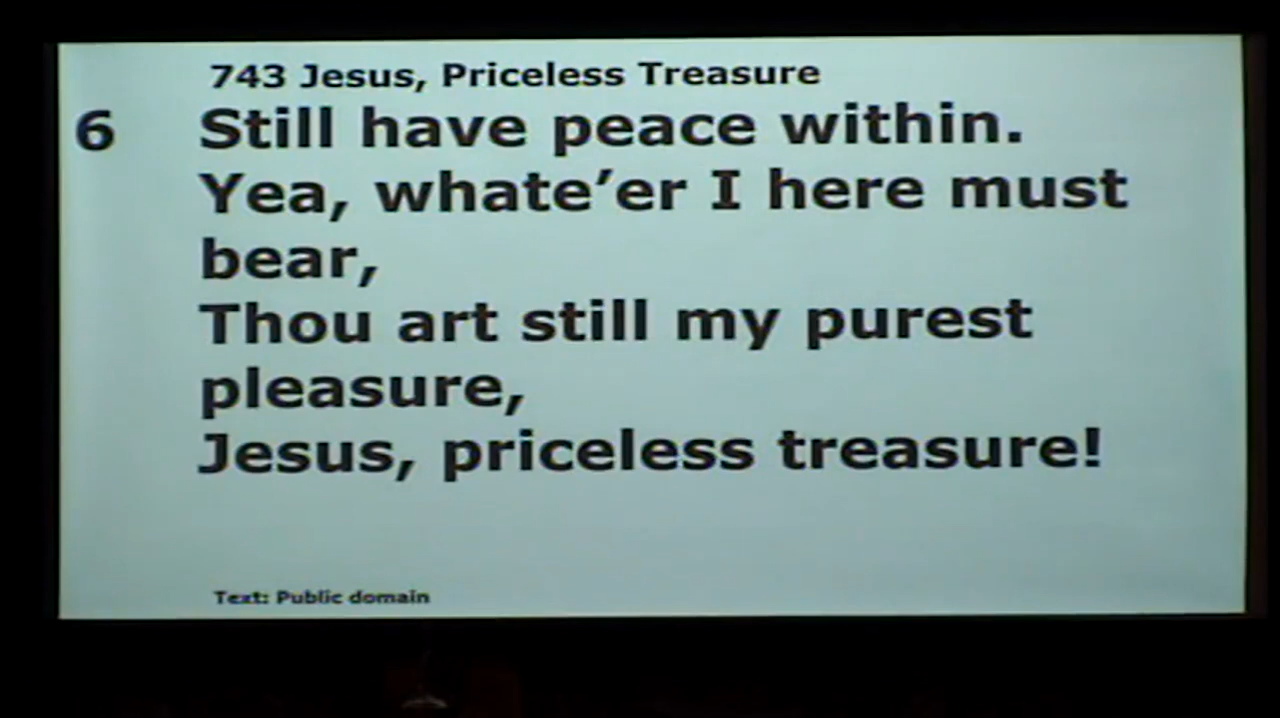 743 Jesus, Priceless Treasure
6 Still have peace within.
Yea, whate’er I here must
bear,
Thou art still my purest
pleasure,
Jesus, priceless treasure!
Text: Public domain